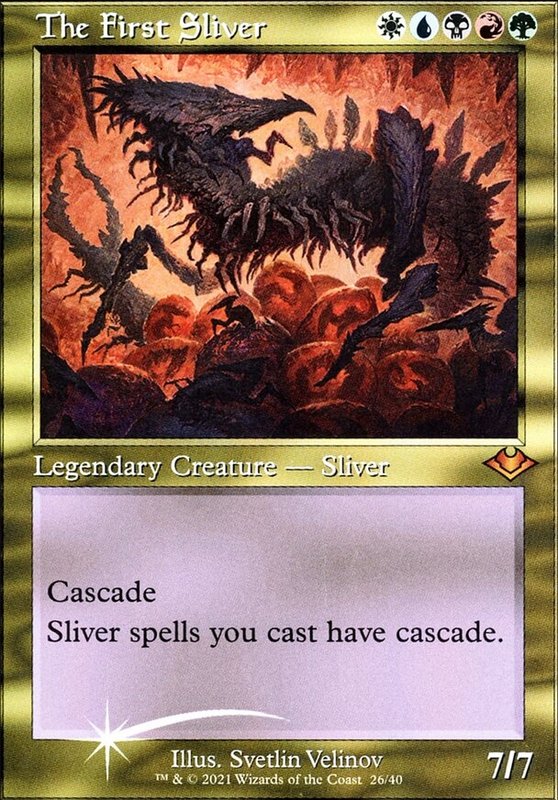 The First Sliver
Legendary Creature — Sliver
Cascade
Sliver spells you cast have cascade.
Illus. Svetlin Velinov
™ & © 2021 Wizards of the Coast 26/40
7/7